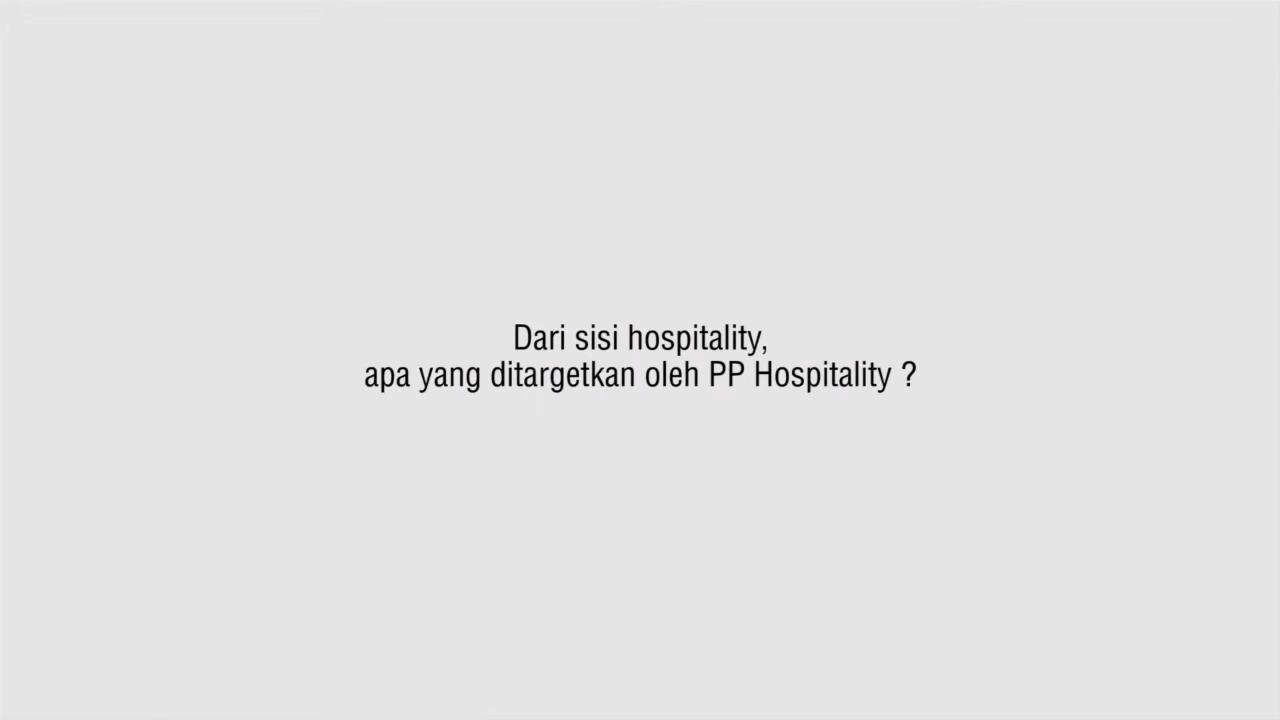 Dari sisi hospitality,
apa yang ditargetkan oleh PP Hospitality ?